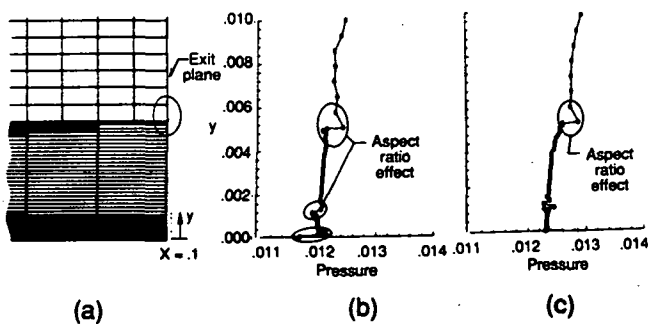 Exit
plane
y
X = .1
(a)
.010
.008
.006
y
.004
.002
.000
.011
.012
.013
.014
Pressure
Aspect
ratio
effect
(b)
.011
.012
.013
.014
Pressure
Aspect
ratio
effect
(c)